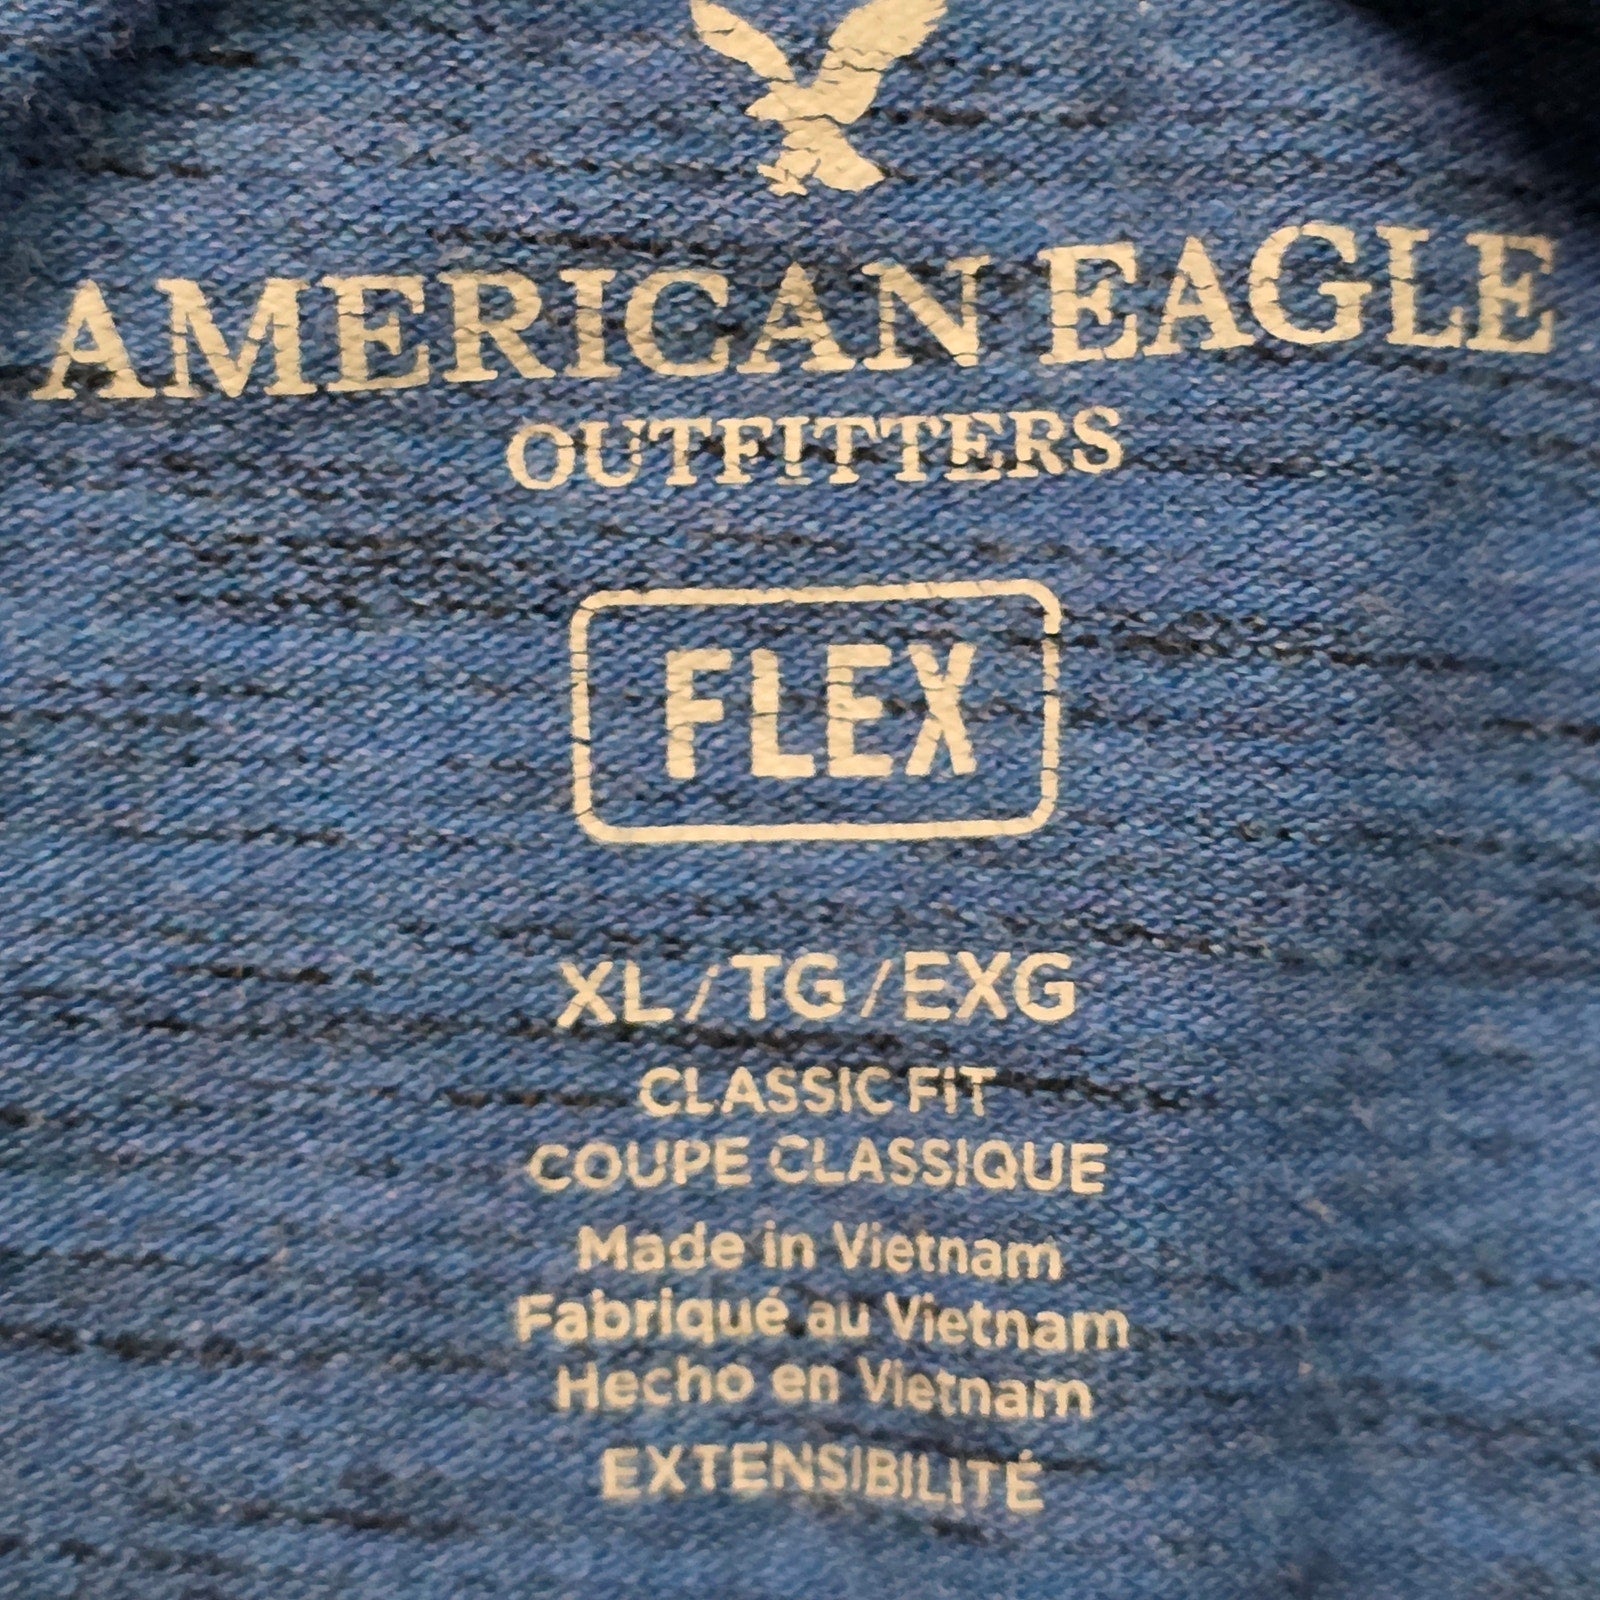 AMERICAN EAGLE
OUTFITTERS
FLEX
XL/TG/EXG
CLASSIC FIT
COUPE CLASSIQUE
Made in Vietnam
Fabriqué au Vietnam
Hecho en Vietnam
EXTENSIBILITÉ